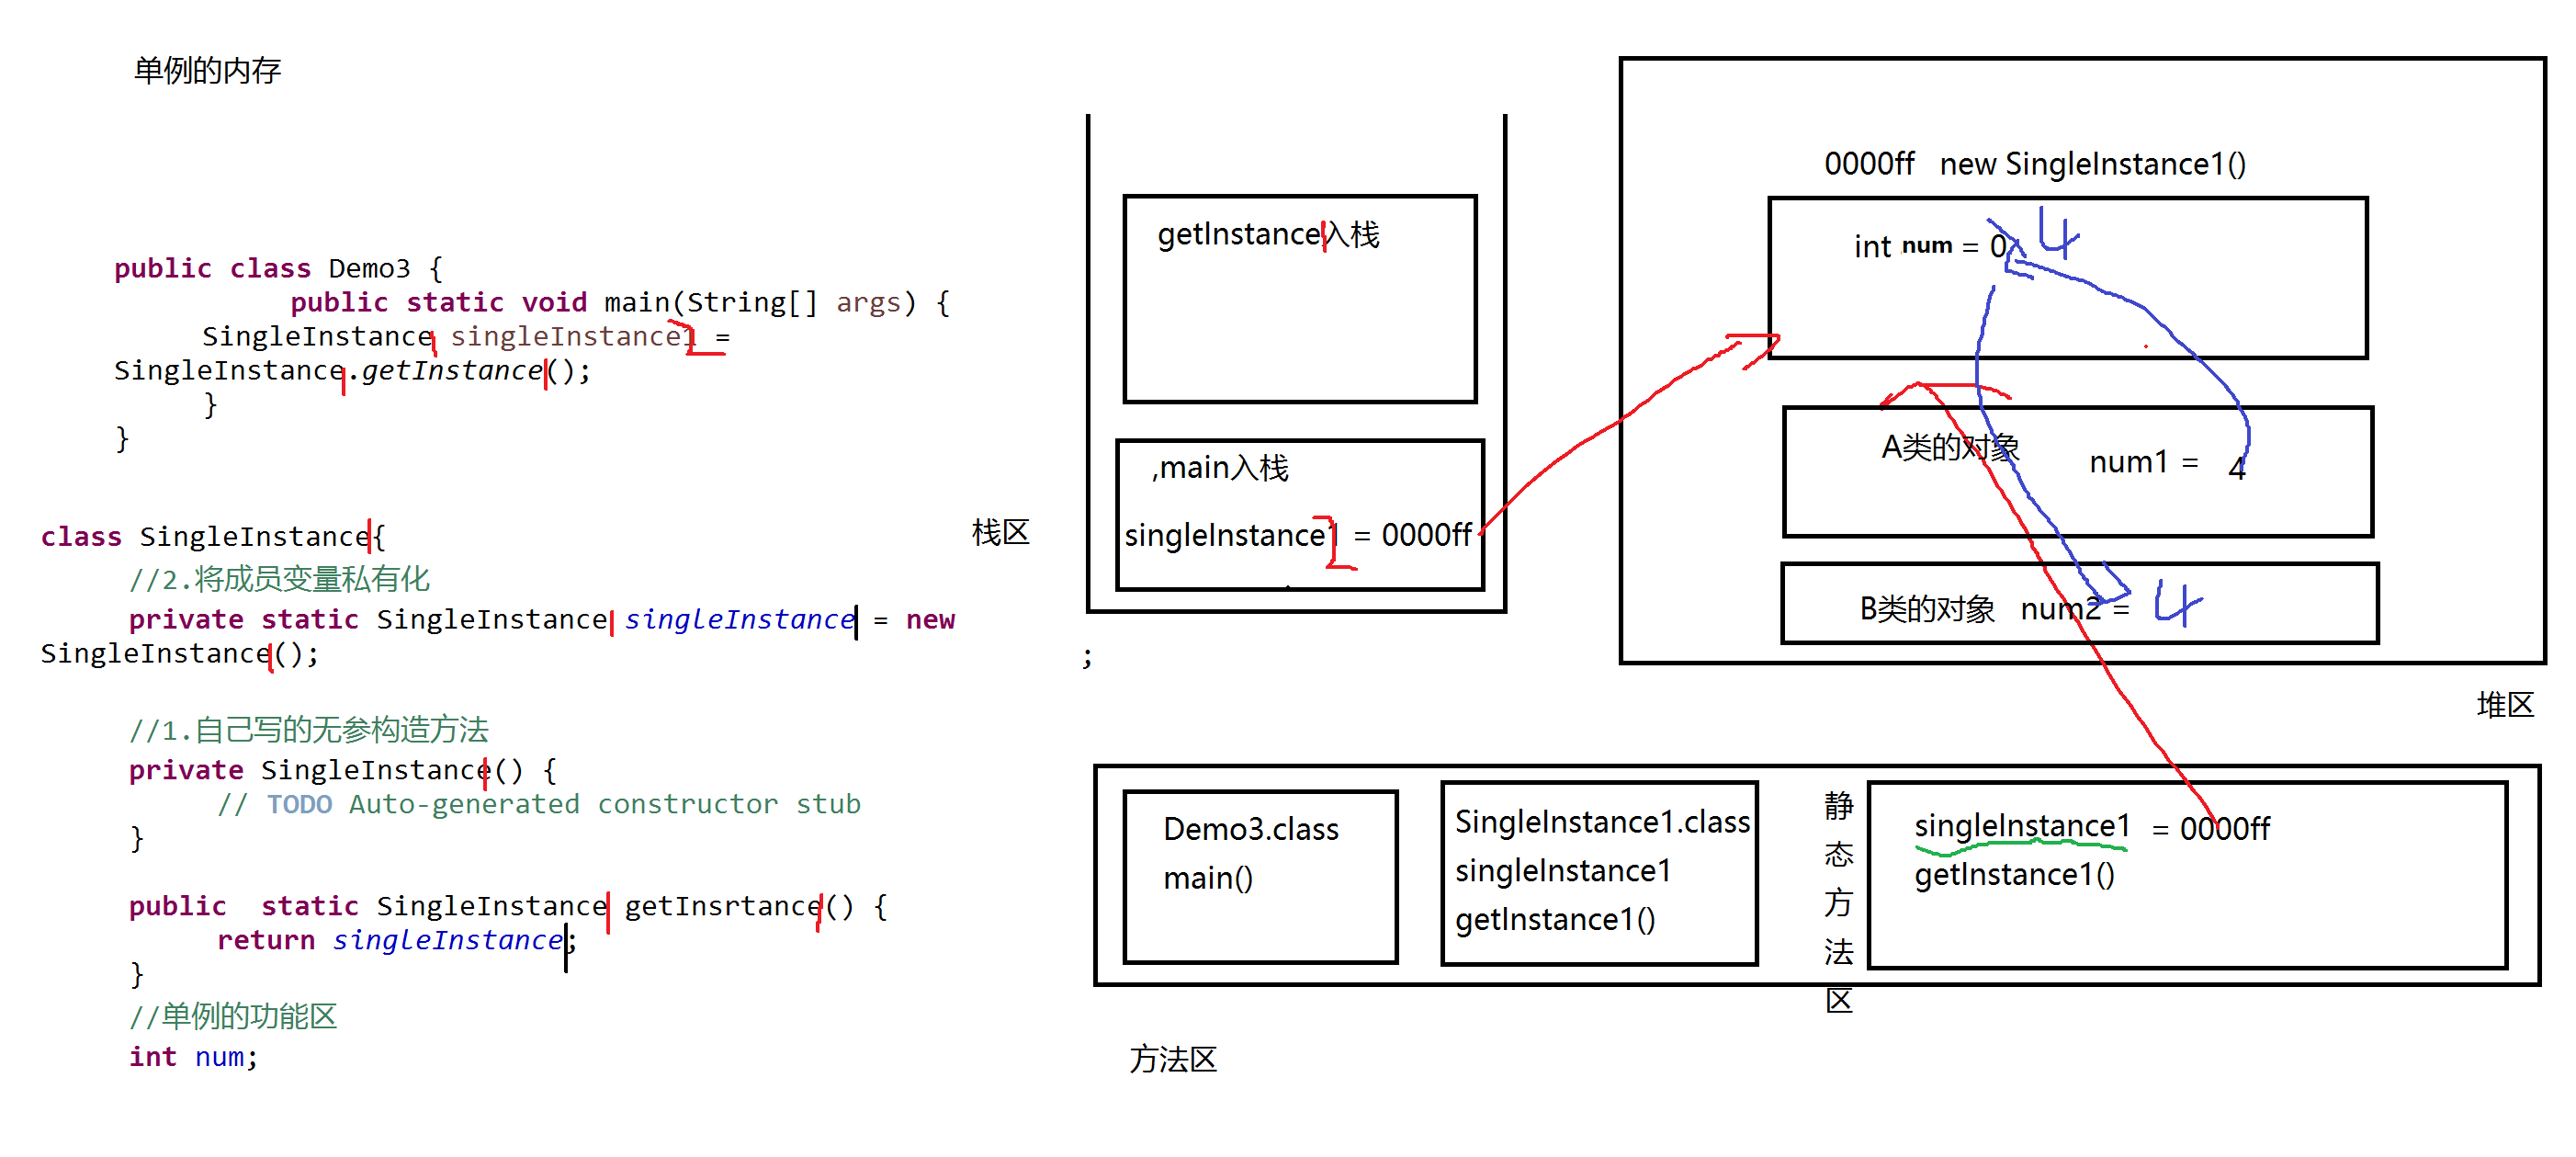 单例的内存
public class Demo3 {
public static void main(String[] args) {
SingleInstance singleInstance1 =
SingleInstance.getInstance();
}
}
class SingleInstance{
//2.将成员变量私有化
private static SingleInstance singleInstance = new
SingleInstance();
//1.自己写的无参构造方法
private SingleInstance() {
// TODO Auto-generated constructor stub
}
public static SingleInstance getInsrtance() {
return singleInstance;
}
//单例的功能区
int num;
getInstance入栈
,main入栈
singleInstance1 = 0000ff
栈区
;
0000ff new SingleInstance1()
int num = 0 4
A类的对象 num1 = 4
B类的对象 num2 = 4
堆区
Demo3.class
main()
SingleInstance1.class
singleInstance1
getInstance1()
静
态
方
法
区
singleInstance1 = 0000ff
getInstance1()
方法区